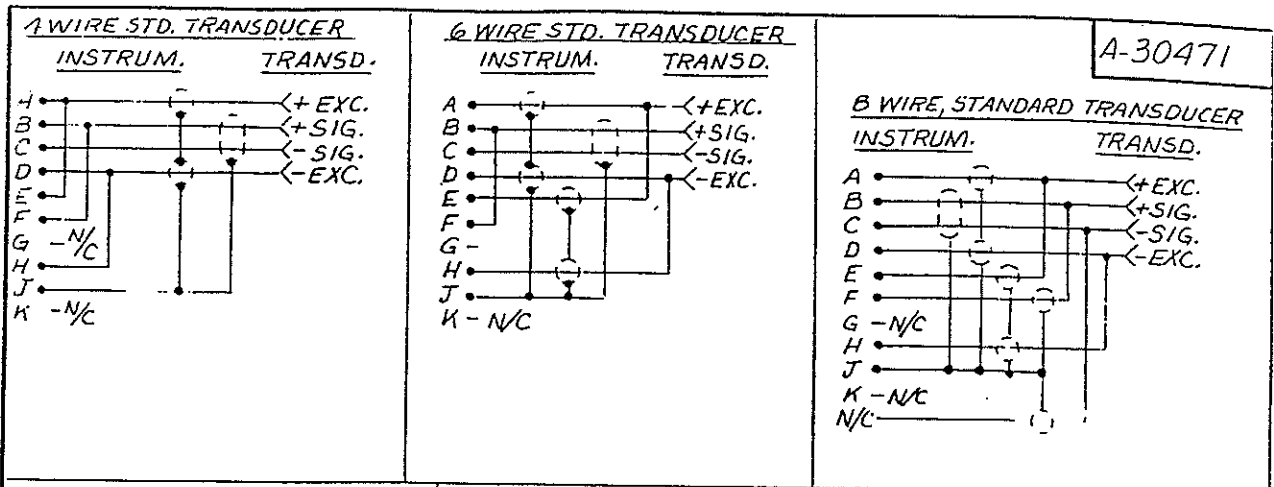 4 WIRE STD. TRANSDUCER
INSTRUM. TRANSD.
A +EXC.
B +SIG.
C -SIG.
D -EXC.
E
F
G -N/C
H
J
K -N/C
6 WIRE STD. TRANSDUCER
INSTRUM. TRANSD.
A +EXC.
B +SIG.
C -SIG.
D -EXC.
E
F
G -
H
J
K - N/C
A-30471
8 WIRE, STANDARD TRANSDUCER
INSTRUM. TRANSD.
A +EXC.
B +SIG.
C -SIG.
D -EXC.
E
F
G -N/C
H
J
K -N/C
N/C